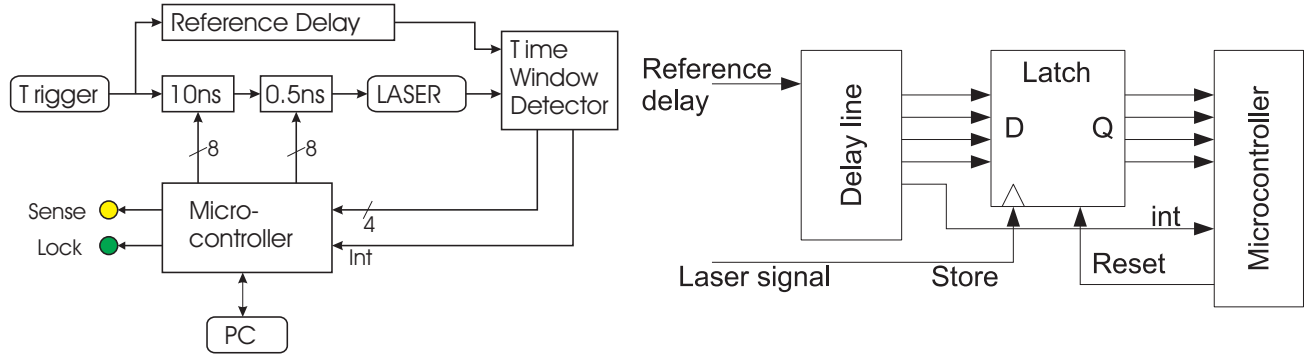 Reference Delay
Trigger
10ns
0.5ns
LASER
Time
Window
Detector
8
8
Sense
Lock
Micro-
controller
4
Int
PC
Reference
delay
Delay line
Latch
D
Q
Microcontroller
int
Laser signal
Store
Reset